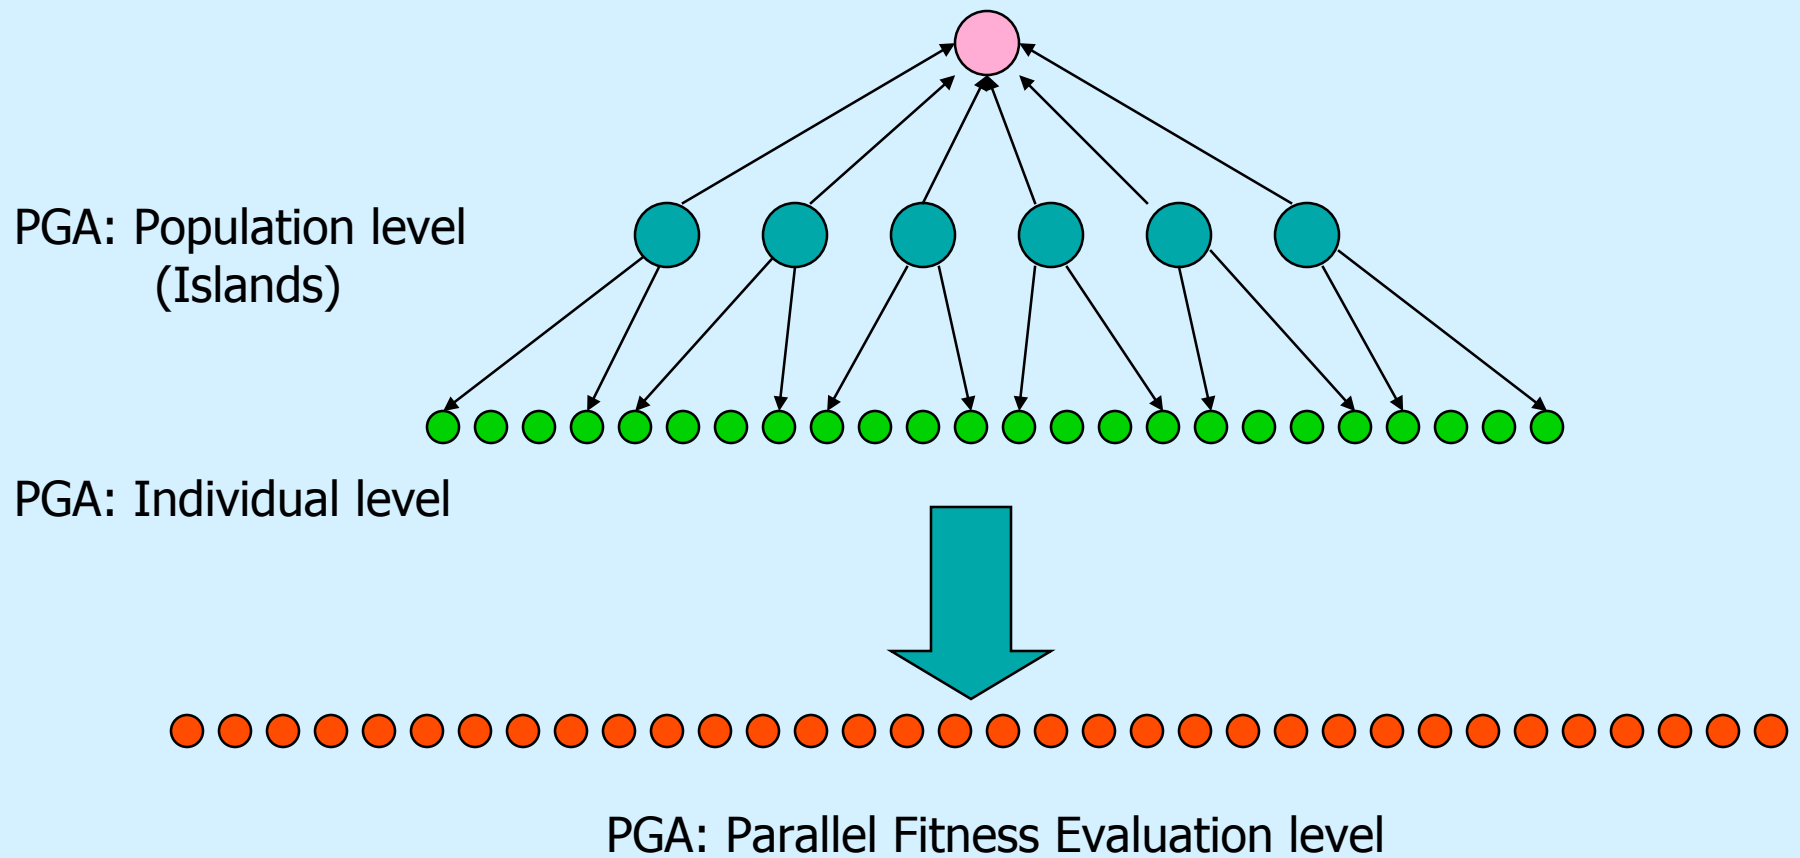 PGA: Population level
(Islands)
PGA: Individual level
PGA: Parallel Fitness Evaluation level